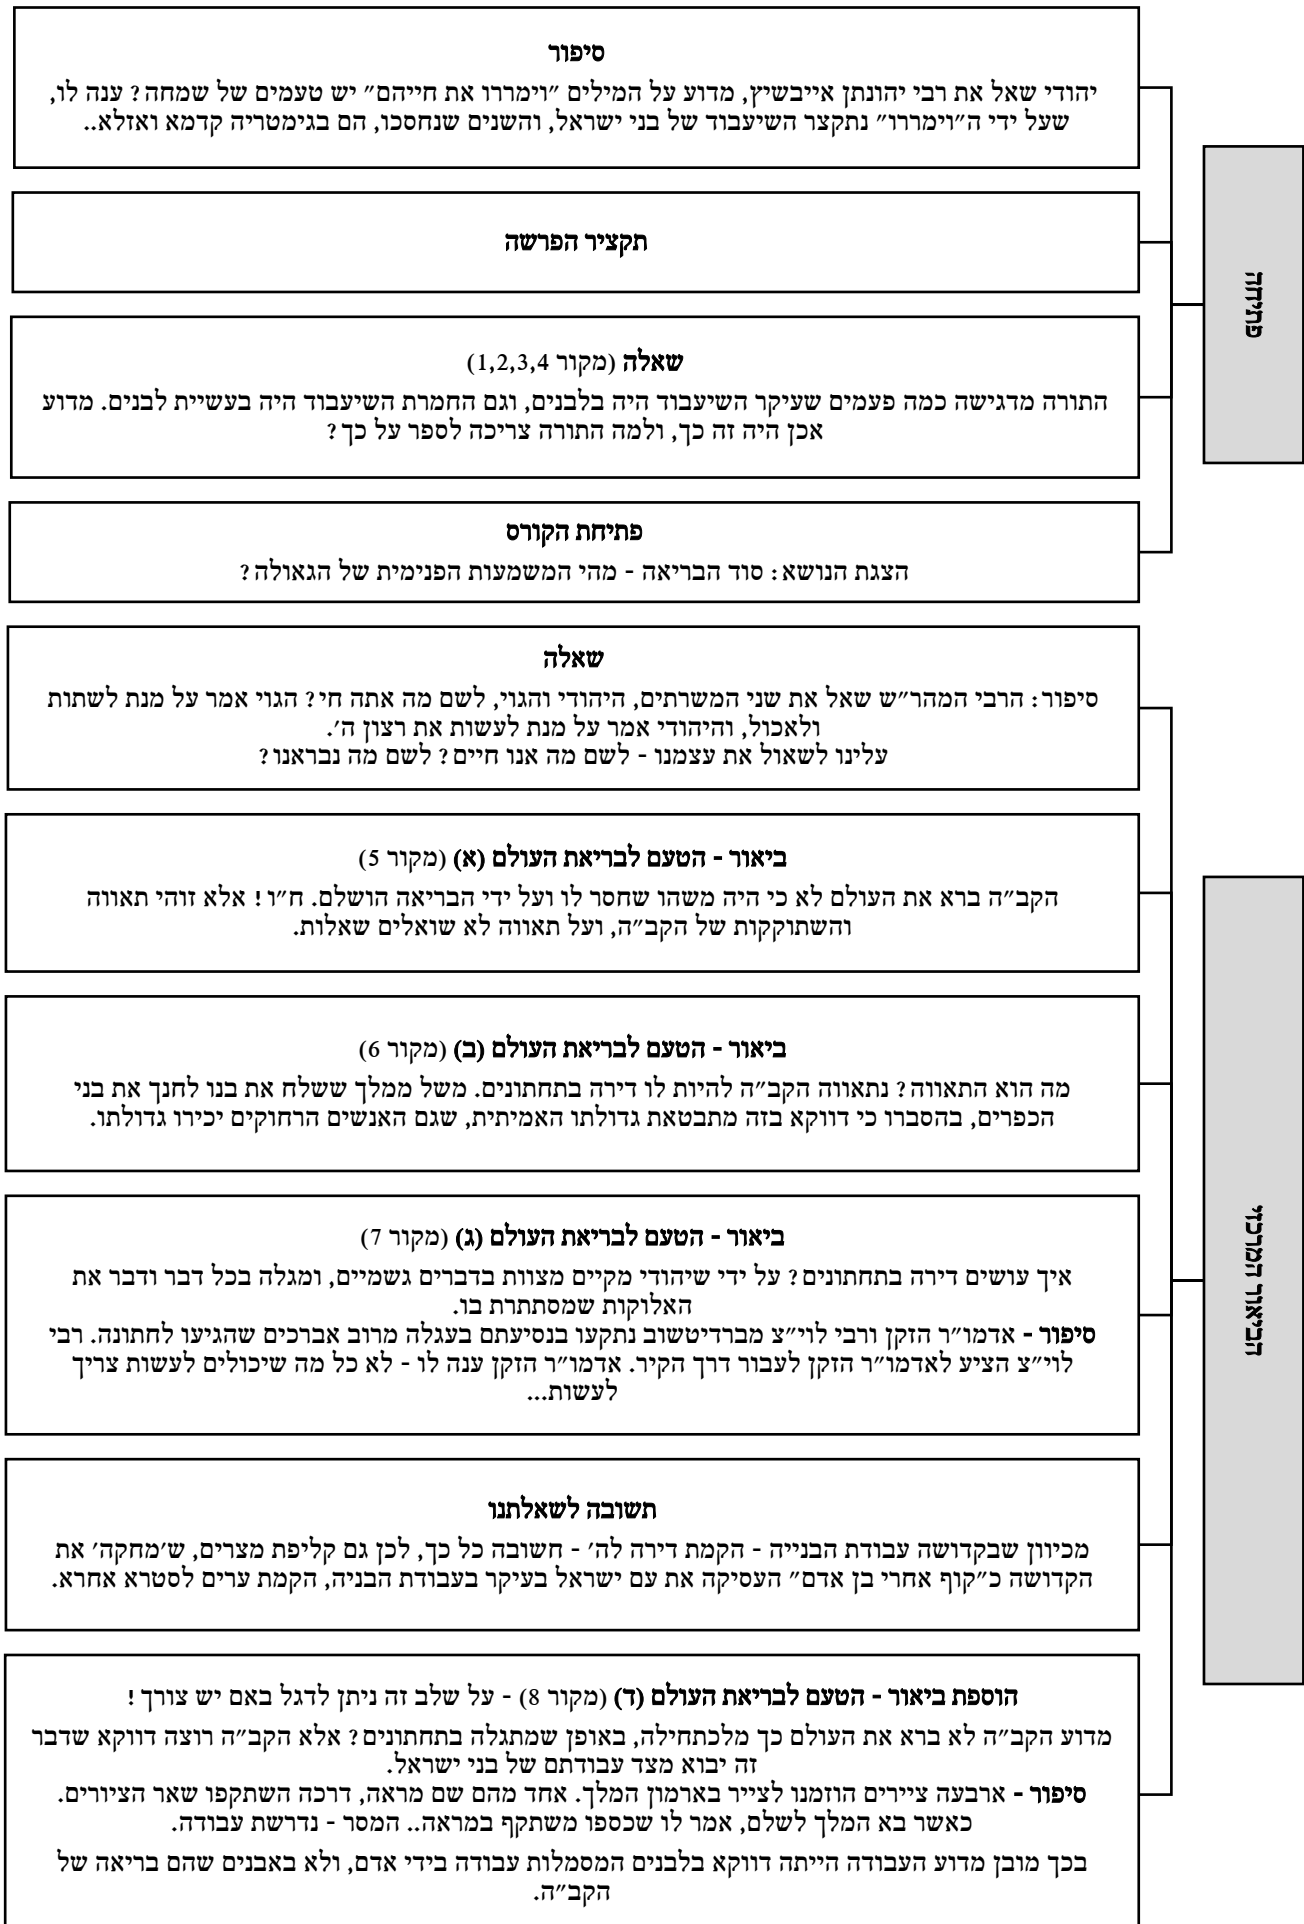 פתיחה
סיפור
יהודי שאל את רבי יהונתן אייבשיץ, מדוע על המילים "וימררו את חייהם" יש טעמים של שמחה? ענה לו,
שעל ידי ה"וימררו" נתקצר השיעבוד של בני ישראל, והשנים שנחסכו, הם בגימטריה קדמא ואזלא..
תקציר הפרשה
שאלה (מקור 1,2,3,4)
התורה מדגישה כמה פעמים שעיקר השיעבוד היה בלבנים, וגם החמרת השיעבוד היה בעשיית לבנים. מדוע
אכן היה זה כך, ולמה התורה צריכה לספר על כך?
פתיחת הקורס
הצגת הנושא: סוד הבריאה - מהי המשמעות הפנימית של הגאולה?
הביאור המרכזי
שאלה
סיפור: הרבי המהר"ש שאל את שני המשרתים, היהודי והגוי, לשם מה אתה חי? הגוי אמר על מנת לשתות
ולאכול, והיהודי אמר על מנת לעשות את רצון ה'.
עלינו לשאול את עצמנו - לשם מה אנו חיים? לשם מה נבראנו?
ביאור - הטעם לבריאת העולם (א) (מקור 5)
הקב"ה ברא את העולם לא כי היה משהו שחסר לו ועל ידי הבריאה הושלם. ח"ו! אלא זוהי תאווה
והשתוקקות של הקב"ה, ועל תאווה לא שואלים שאלות.
ביאור - הטעם לבריאת העולם (ב) (מקור 6)
מה הוא התאווה? נתאווה הקב"ה להיות לו דירה בתחתונים. משל ממלך ששלח את בנו לחנך את בני
הכפרים, בהסברו כי דווקא בזה מתבטאת גדולתו האמיתית, שגם האנשים הרחוקים יכירו גדולתו.
ביאור - הטעם לבריאת העולם (ג) (מקור 7)
איך עושים דירה בתחתונים? על ידי שיהודי מקיים מצוות בדברים גשמיים, ומגלה בכל דבר ודבר את
האלוקות שמסתתרת בו.
סיפור - אדמו"ר הזקן ורבי לוי"צ מברדיטשוב נתקעו בנסיעתם בעגלה מרוב אברכים שהגיעו לחתונה. רבי
לוי"צ הציע לאדמו"ר הזקן לעבור דרך הקיר. אדמו"ר הזקן ענה לו - לא כל מה שיכולים לעשות צריך
לעשות...
תשובה לשאלתנו
מכיוון שבקדושה עבודת הבנייה - הקמת דירה לה' - חשובה כל כך, לכן גם קליפת מצרים, ש'מחקה' את
הקדושה כ"קוף אחרי בן אדם" העסיקה את עם ישראל בעיקר בעבודת הבניה, הקמת ערים לסטרא אחרא.
הוספת ביאור - הטעם לבריאת העולם (ד) (מקור 8) - על שלב זה ניתן לדגל באם יש צורך!
מדוע הקב"ה לא ברא את העולם כך מלכתחילה, באופן שמתגלה בתחתונים? אלא הקב"ה רוצה דווקא שדבר
זה יבוא מצד עבודתם של בני ישראל.
סיפור - ארבעה ציירים הוזמנו לצייר בארמון המלך. אחד מהם שם מראה, דרכה השתקפו שאר הציורים.
כאשר בא המלך לשלם, אמר לו שכספו משתקף במראה.. המסר - נדרשת עבודה.
בכך מובן מדוע העבודה הייתה דווקא בלבנים המסמלות עבודה בידי אדם, ולא באבנים שהם בריאה של
הקב"ה.